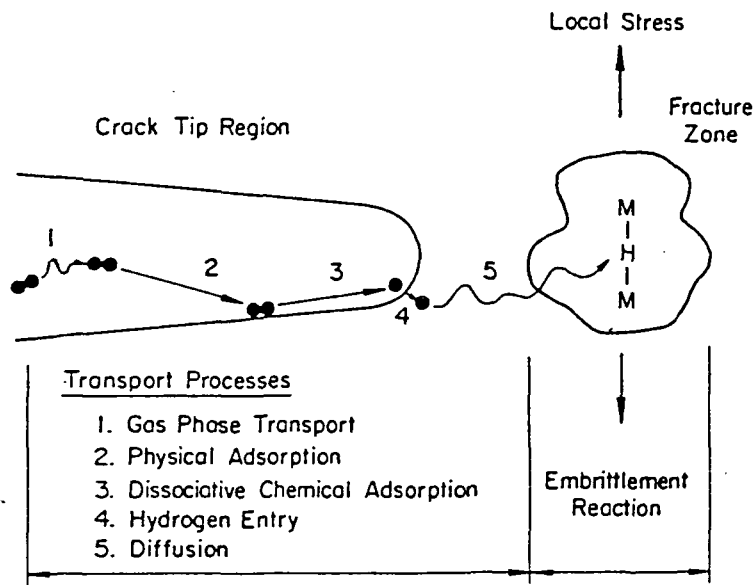 Local Stress
Fracture
Zone
Crack Tip Region
1
2
3
4
5
M
H
M
Transport Processes
1. Gas Phase Transport
2. Physical Adsorption
3. Dissociative Chemical Adsorption
4. Hydrogen Entry
5. Diffusion
Embrittlement
Reaction